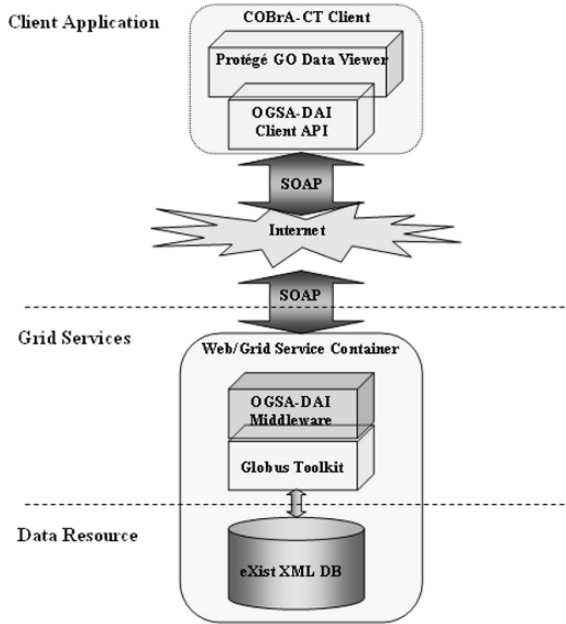 Client Application
COBrA-CT Client
Protégé GO Data Viewer
OGSA-DAI
Client API
SOAP
Internet
SOAP
Grid Services
Web/Grid Service Container
OGSA-DAI
Middleware
Globus Toolkit
Data Resource
eXist XML DB